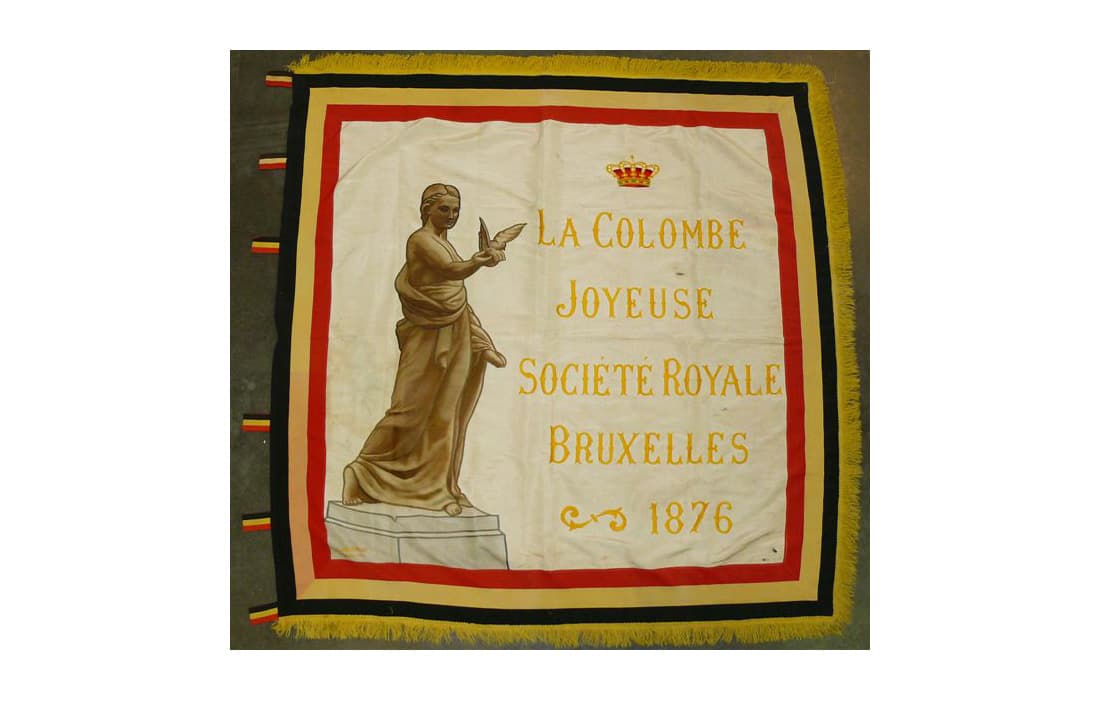 La Colombe
Joyeuse
Société Royale
Bruxelles
1876